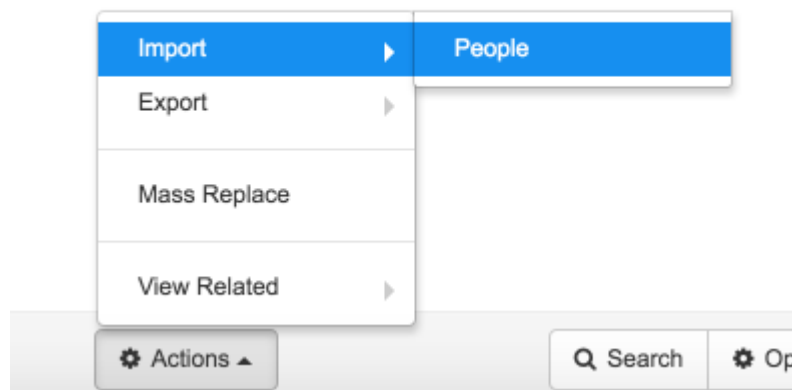 Import
People
Export
Mass Replace
View Related
Actions
Search